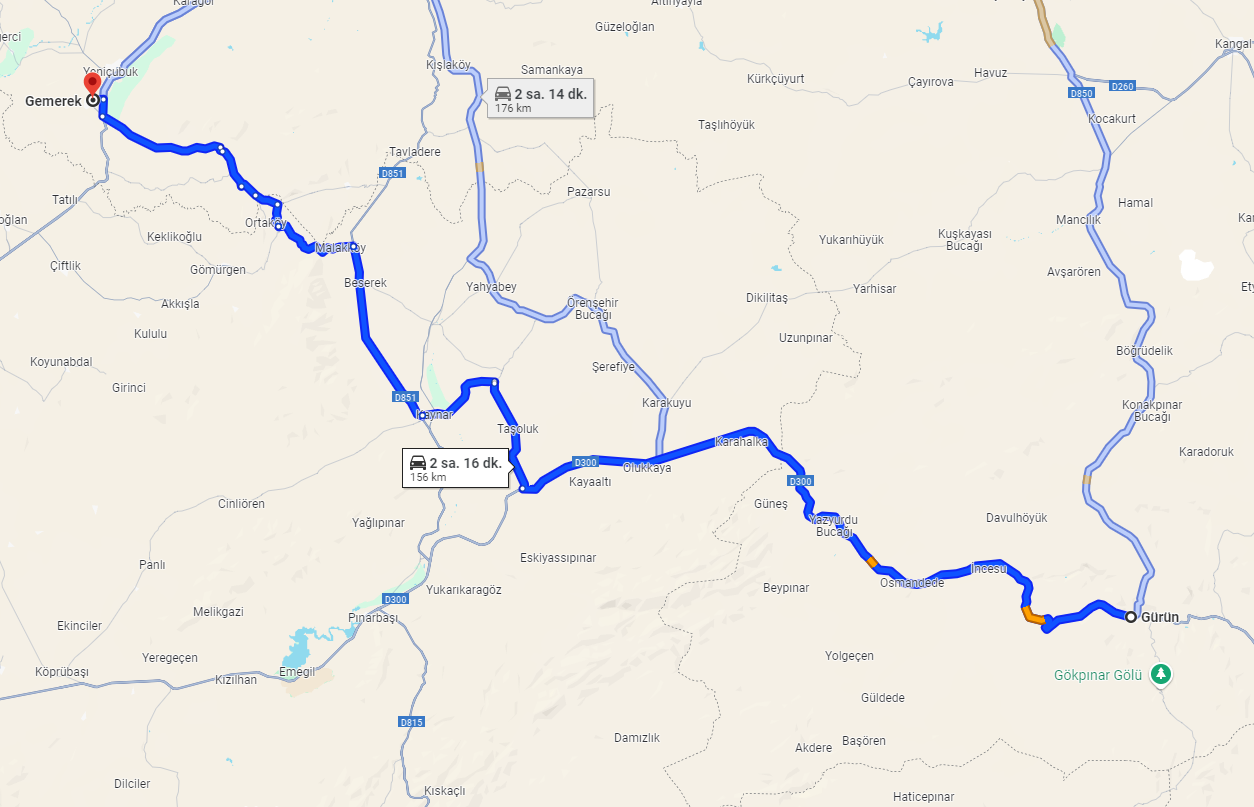 Karagöl
Altınyayla
Güzeloğlan
Kangal
Yeniçubuk
Kışlaköy
Samankaya
Kürkçüyurt
Çayırova
Havuz
D850
D260
Gemerek
2 sa. 14 dk.
176 km
Kocakurt
Taşlıhöyük
Tavladere
D851
Pazarsu
Tatılı
Hamal
Mancılık
Ortaköy
Keklikoğlu
Yukarıhüyük
Kuşkayası
Bucağı
Malakköy
Çiftlik
Gömürgen
Beserek
Yahyabey
Avşarören
Akkışla
Örenşehir
Bucağı
Dikilitaş
Yarhisar
Kululu
Uzunpınar
Koyunabdal
Şerefiye
Böğrüdelik
Girinci
D851
Karakuyu
Konakpınar
Bucağı
Kaynar
Taşoluk
Karahalka
2 sa. 16 dk.
156 km
D300
Olukkaya
Kayaaltı
D300
Karadoruk
Cinliören
Güneş
Yağlıpınar
Yazyurdu
Bucağı
Davulhöyük
Eskiyassıpınar
Panlı
İncesu
Osmandede
Yukarıkaragöz
Beypınar
D300
Melikgazi
Pınarbaşı
Gürün
Ekinciler
Yeregeçen
Yolgeçen
Köprübaşı
Emegil
Kızılhan
Gökpınar Gölü
Güldede
D815
Damızlık
Akdere
Başören
Dilciler
Kıskaçlı
Haticepınar